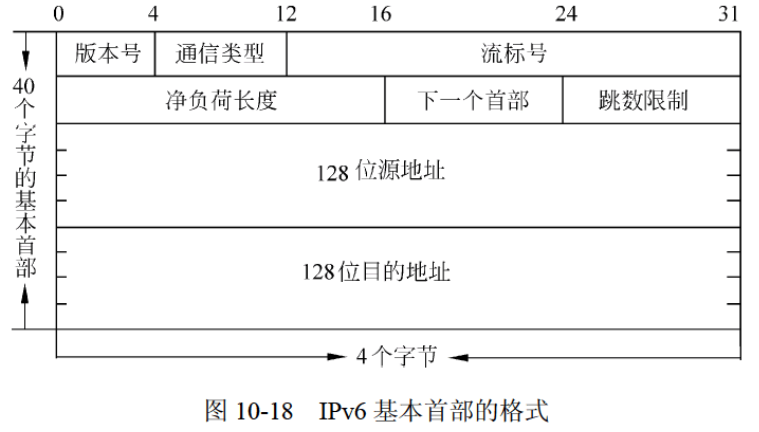 0 4 12 16 24 31
版本号 通信类型 流标号
净负荷长度 下一个首部 跳数限制
40个字节的基本首部
128位源地址
128位目的地址
4个字节
图 10-18 IPv6 基本首部的格式